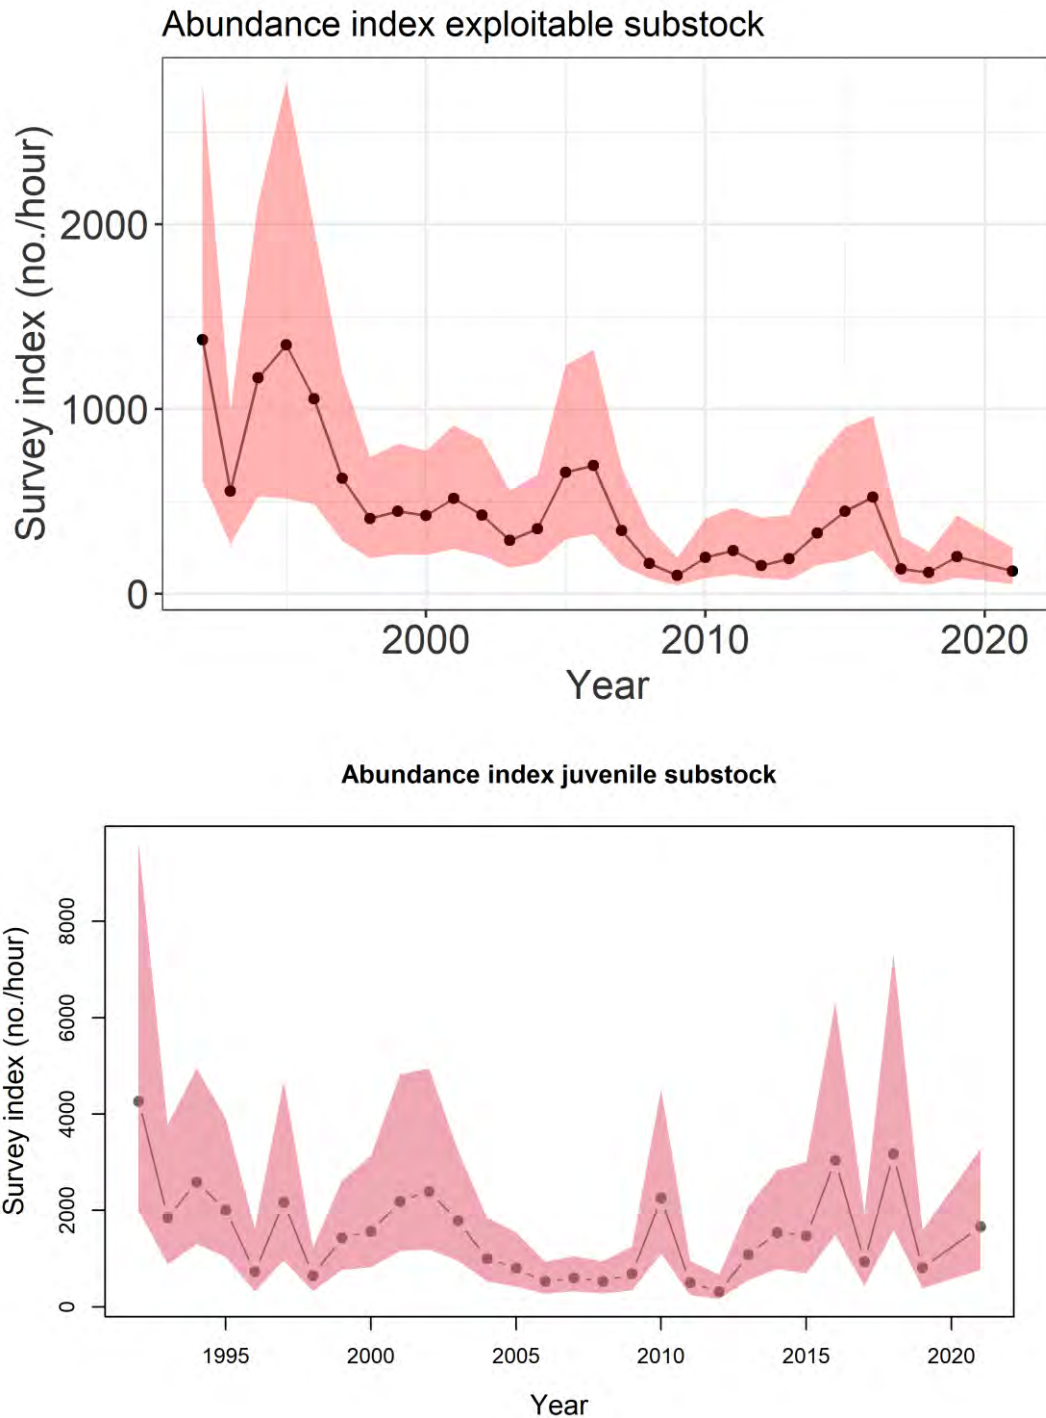 Abundance index exploitable substock
Survey index (no./hour)
2000
1000
0
2000 2010 2020
Year
Abundance index juvenile substock
Survey index (no./hour)
8000
6000
4000
2000
0
1995 2000 2005 2010 2015 2020
Year